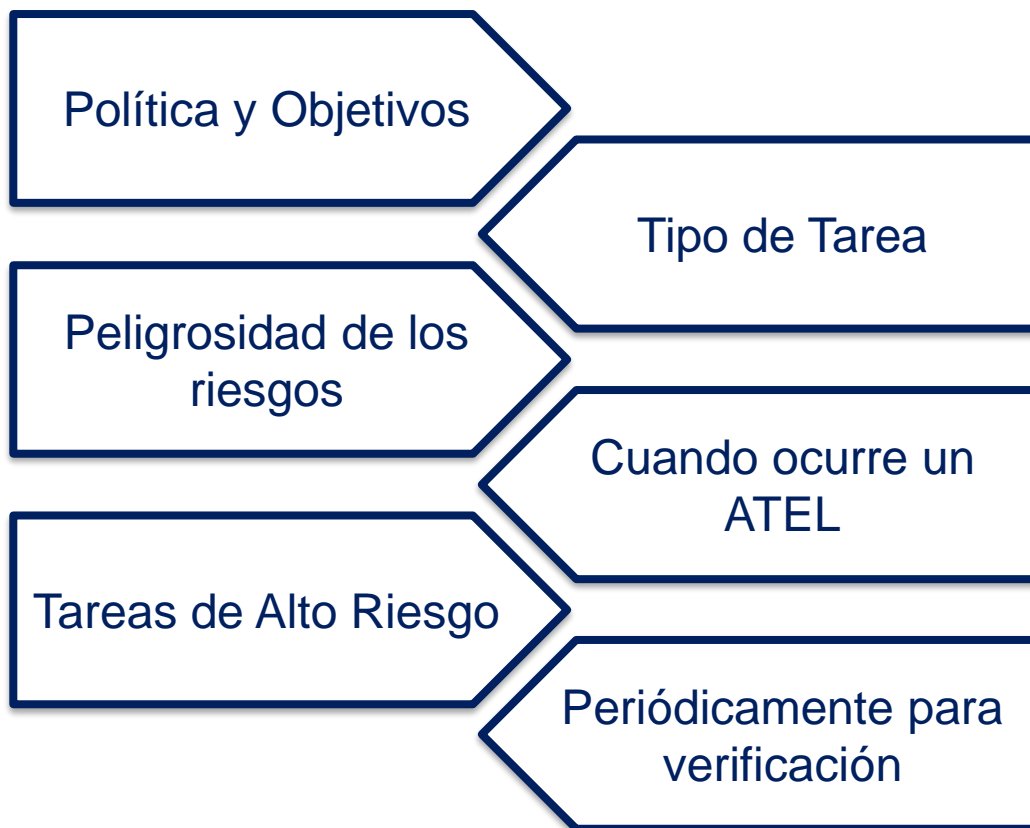 Política y Objetivos
Tipo de Tarea
Peligrosidad de los
riesgos
Cuando ocurre un
ATEL
Tareas de Alto Riesgo
Periódicamente para
verificación